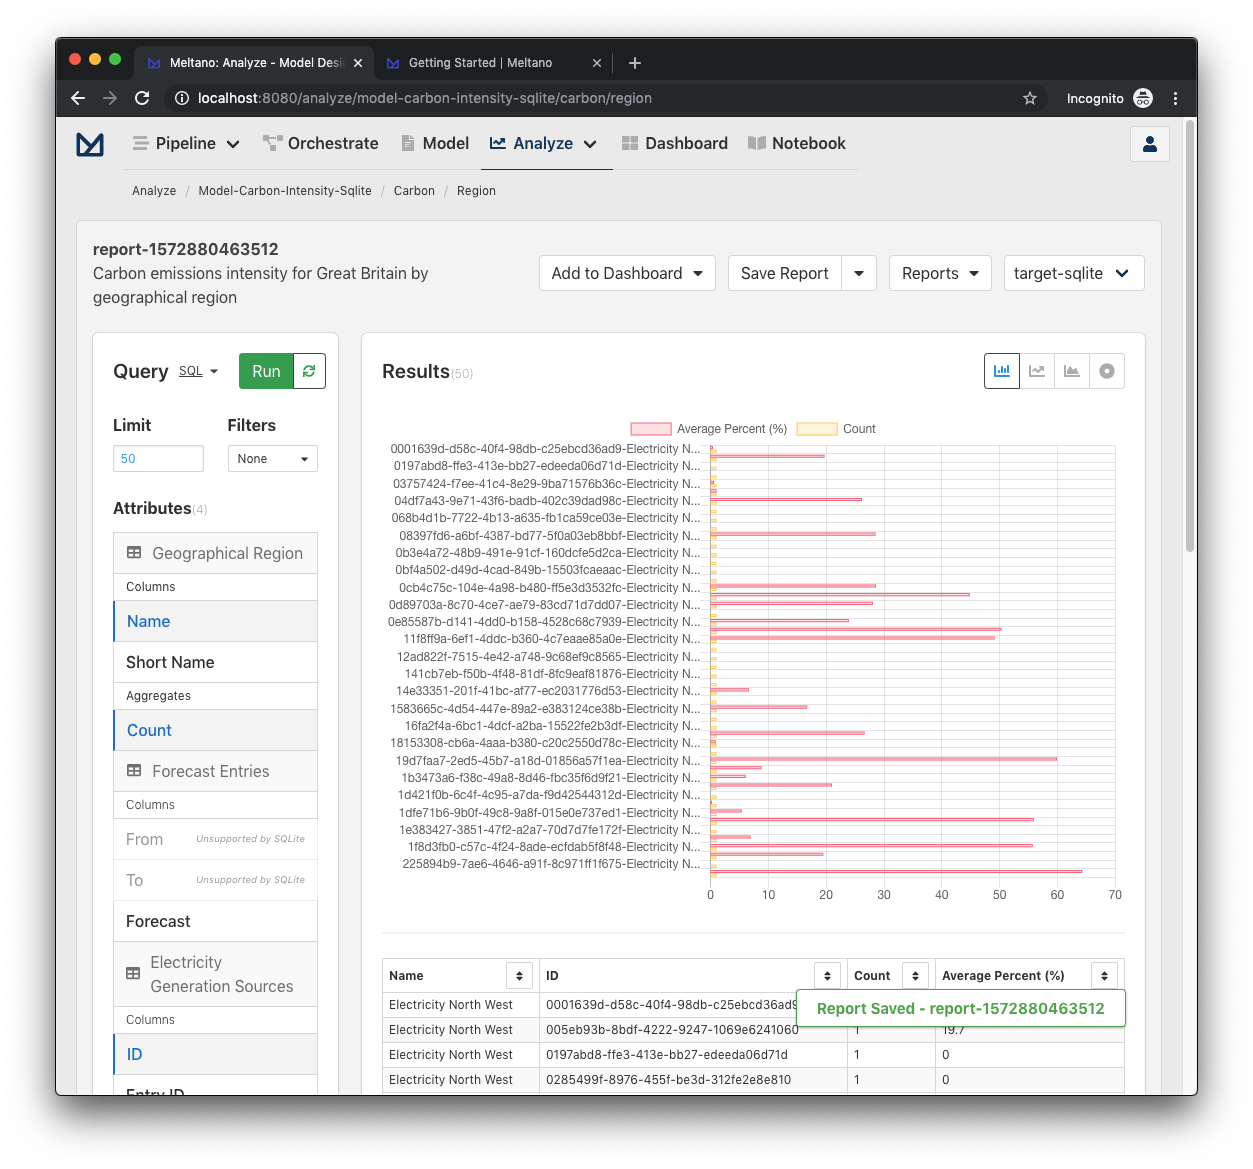 Meltano: Analyze - Model Desi
Getting Started | Meltano
localhost:8080/analyze/model-carbon-intensity-sqlite/carbon/region
Incognito
Pipeline
Orchestrate
Model
Analyze
Dashboard
Notebook
Analyze / Model-Carbon-Intensity-Sqlite / Carbon / Region
report-1572880463512
Carbon emissions intensity for Great Britain by
geographical region
Add to Dashboard
Save Report
Reports
target-sqlite
Query
SQL
Run
Limit
Filters
50
None
Attributes(4)
Geographical Region
Columns
Name
Short Name
Aggregates
Count
Forecast Entries
Columns
From
Unsupported by SQLite
To
Unsupported by SQLite
Forecast
Electricity
Generation Sources
Columns
ID
Entry ID
Results(50)
Average Percent (%)
Count
0001639d-d58c-40f4-98db-c25ebcd36ad9-Electricity N...
0197abd8-ffe3-413e-bb27-edeeda06d71d-Electricity N...
03757424-f7ee-41c4-8e29-9ba71576b36c-Electricity N...
04df7a43-9e71-43f6-badb-402c39dad98c-Electricity N...
068b4d1b-7722-4b13-a635-fb1ca59ce03e-Electricity N...
08397fd6-a6bf-4387-bd77-5f0a03eb8bbf-Electricity N...
0b3e4a72-48b9-491e-91cf-160dcfe5d2ca-Electricity N...
0bf4a502-d49d-4cad-849b-15503fcaeaac-Electricity N...
0cb4c75c-104e-4a98-b480-ff5e3d3532fc-Electricity N...
0d89703a-8c70-4ce7-ae79-83cd71d7dd07-Electricity N...
0e85587b-d141-4dd0-b158-4528c68c7939-Electricity N...
11f8ff9a-6ef1-4ddc-b360-4c7eaae85a0e-Electricity N...
12ad822f-7515-4e42-a748-9c68ef9c8565-Electricity N...
141cb7eb-f50b-4f48-81df-8fc9eaf81876-Electricity N...
14e33351-201f-41bc-af77-ec2031776d53-Electricity N...
1583665c-4d54-447e-89a2-e383124ce38b-Electricity N...
16fa2f4a-6bc1-4dcf-a2ba-15522fe2b3df-Electricity N...
18153308-cb6a-4aaa-b380-c20c2550d78c-Electricity N...
19d7faa7-2ed5-45b7-a18d-01856a57f1ea-Electricity N...
1b3473a6-f38c-49a8-8d46-fbc35f6d9f21-Electricity N...
1d421f0b-6c4f-4c95-a7da-f9d42544312d-Electricity N...
1dfe71b6-9b0f-49c8-9a8f-015e0e737ed1-Electricity N...
1e383427-3851-47f2-a2a7-70d7d7fe172f-Electricity N...
1f8d3fb0-c57c-4f24-8ade-ecfdab5f8f48-Electricity N...
225894b9-7ae6-4646-a91f-8c971ff1f675-Electricity N...
0 10 20 30 40 50 60 70
Name ID Count Average Percent (%)
Electricity North West 0001639d-d58c-40f4-98db-c25ebcd36ad9
Report Saved - report-1572880463512
Electricity North West 005eb93b-8bdf-4222-9247-1069e6241060 1 19.7
Electricity North West 0197abd8-ffe3-413e-bb27-edeeda06d71d 1 0
Electricity North West 0285499f-8976-455f-be3d-312fe2e8e810 1 0